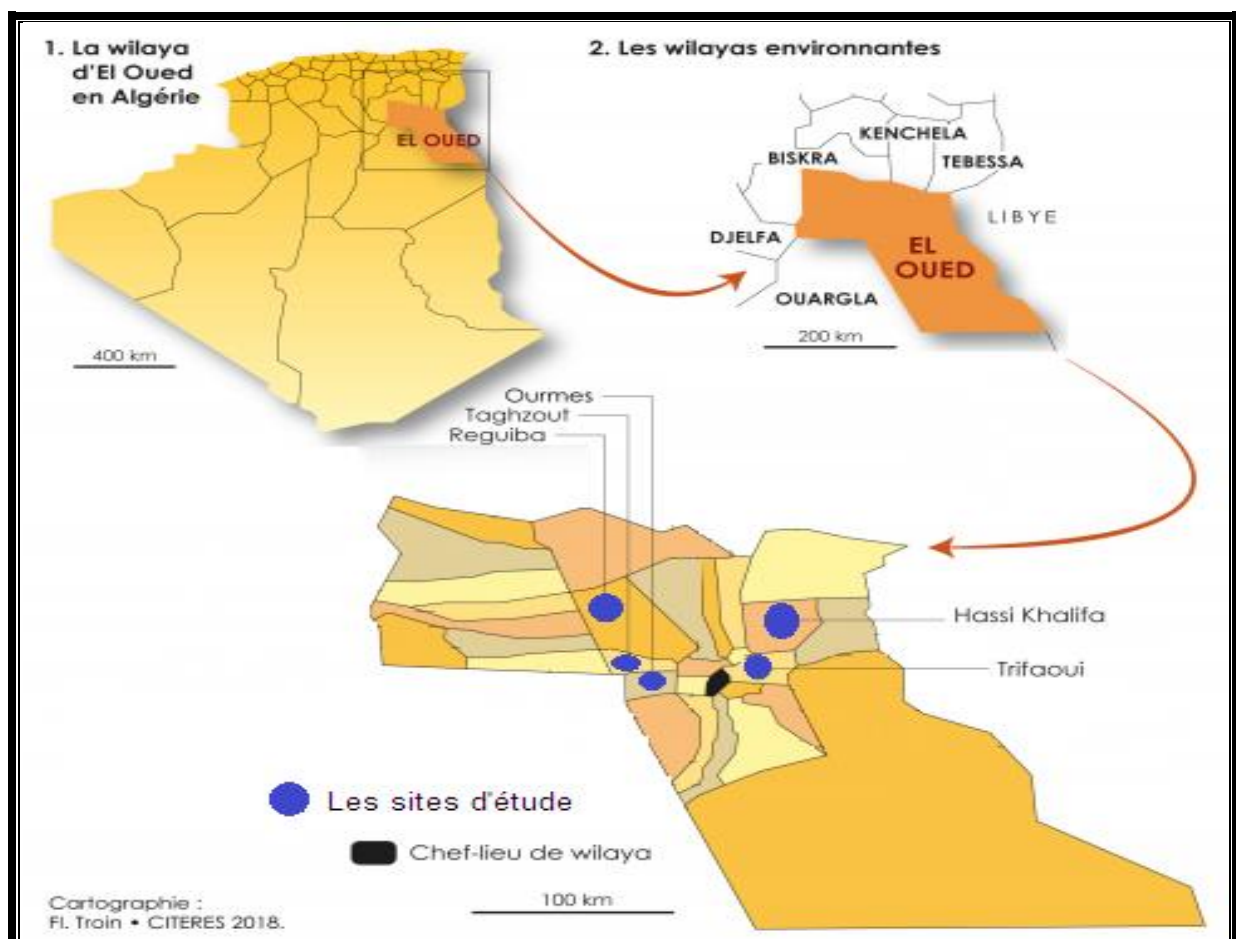 1. La wilaya
d'El Oued
en Algérie
EL OUED
400 km
2. Les wilayas environnantes
KENCHELA
BISKRA
TEBESSA
LIBYE
DJELFA
EL
OUED
OUARGLA
200 km
Ourmes
Taghzout
Reguiba
Hassi Khalifa
Trifaoui
Les sites d'étude
Chef-lieu de wilaya
100 km
Cartographie :
Fl. Troin • CITERES 2018.